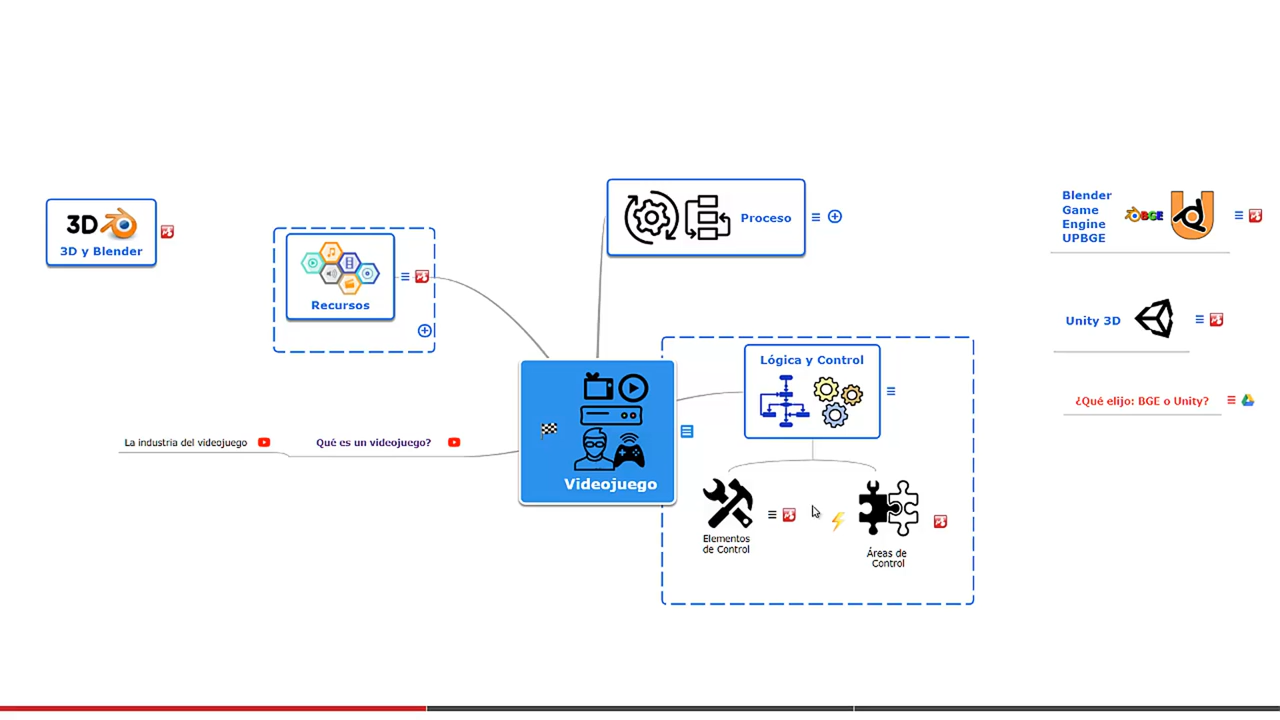 3D
3D y Blender
Recursos
Proceso
Blender
Game
Engine
UPBGE
BGE
Unity 3D
¿Qué elijo: BGE o Unity?
Lógica y Control
La industria del videojuego
Qué es un videojuego?
Videojuego
Elementos
de Control
Áreas de
Control